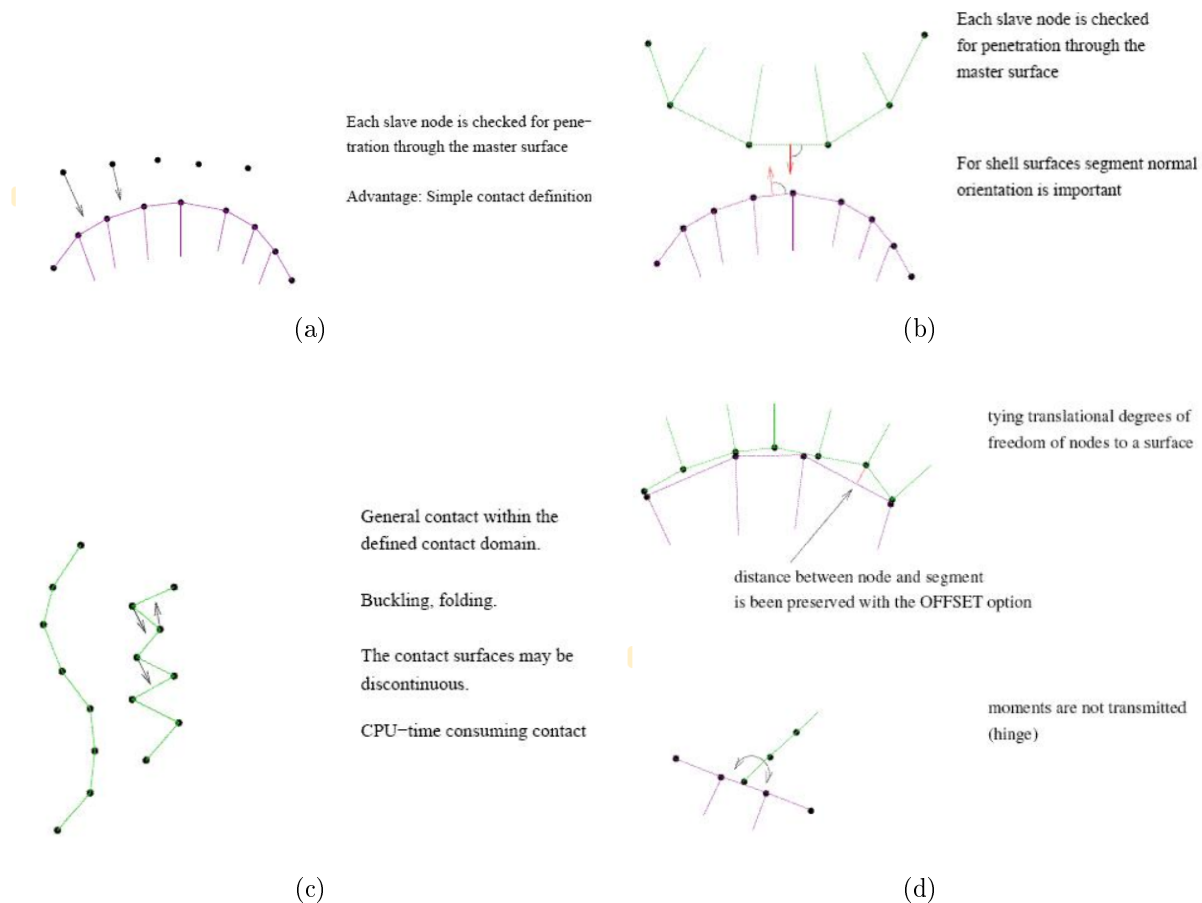 Each slave node is checked for pene-
tration through the master surface
Advantage: Simple contact definition
(a)
Each slave node is checked
for penetration through the
master surface
For shell surfaces segment normal
orientation is important
(b)
General contact within the
defined contact domain.
Buckling, folding.
The contact surfaces may be
discontinuous.
CPU-time consuming contact
(c)
tying translational degrees of
freedom of nodes to a surface
distance between node and segment
is been preserved with the OFFSET option
moments are not transmitted
(hinge)
(d)